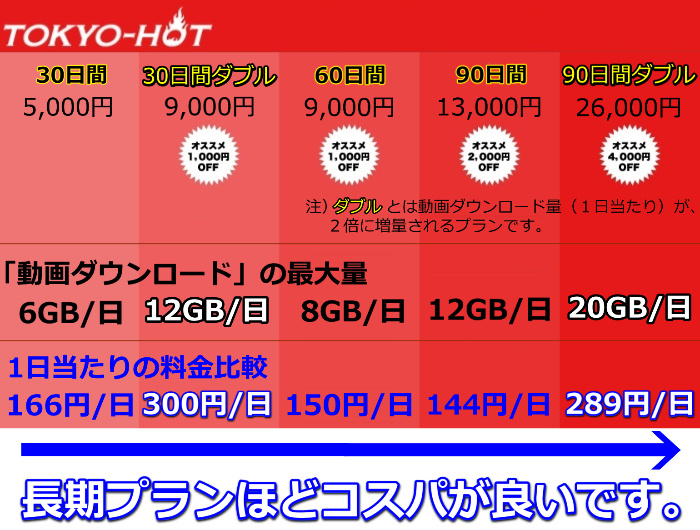 TOKYO-HOT
30日間 30日間ダブル 60日間 90日間 90日間ダブル
5,000円 9,000円 9,000円 13,000円 26,000円
オススメ オススメ オススメ オススメ
1,000円 1,000円 2,000円 4,000円
OFF OFF OFF OFF
注）ダブルとは動画ダウンロード量（１日当たり）が、
２倍に増量されるプランです。
「動画ダウンロード」の最大量
6GB/日 12GB/日 8GB/日 12GB/日 20GB/日
1日当たりの料金比較
166円/日 300円/日 150円/日 144円/日 289円/日
長期プランほどコスパが良いです。